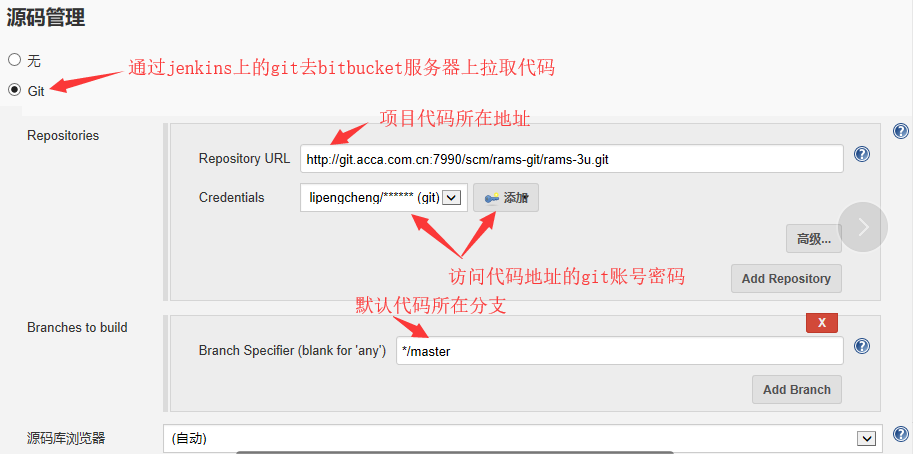 源码管理
无
通过jenkins上的git去bitbucket服务器上拉取代码
Git
项目代码所在地址
Repositories
Repository URL http://git.acca.com.cn:7990/scm/rams-git/rams-3u.git
Credentials lipengcheng/****** (git) 添加
高级...
访问代码地址的git账号密码
Add Repository
默认代码所在分支
Branches to build
X
Branch Specifier (blank for 'any') */master
Add Branch
源码库浏览器 (自动)